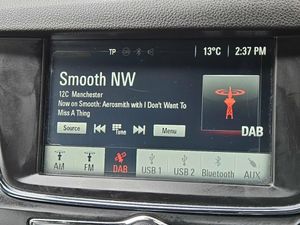 TP 13°C 2:37 PM
Smooth NW
12C Manchester
Now on Smooth: Aerosmith with I Don't Want To
Miss A Thing
Source Tune Menu
DAB
AM FM DAB USB 1 USB 2 Bluetooth AUX